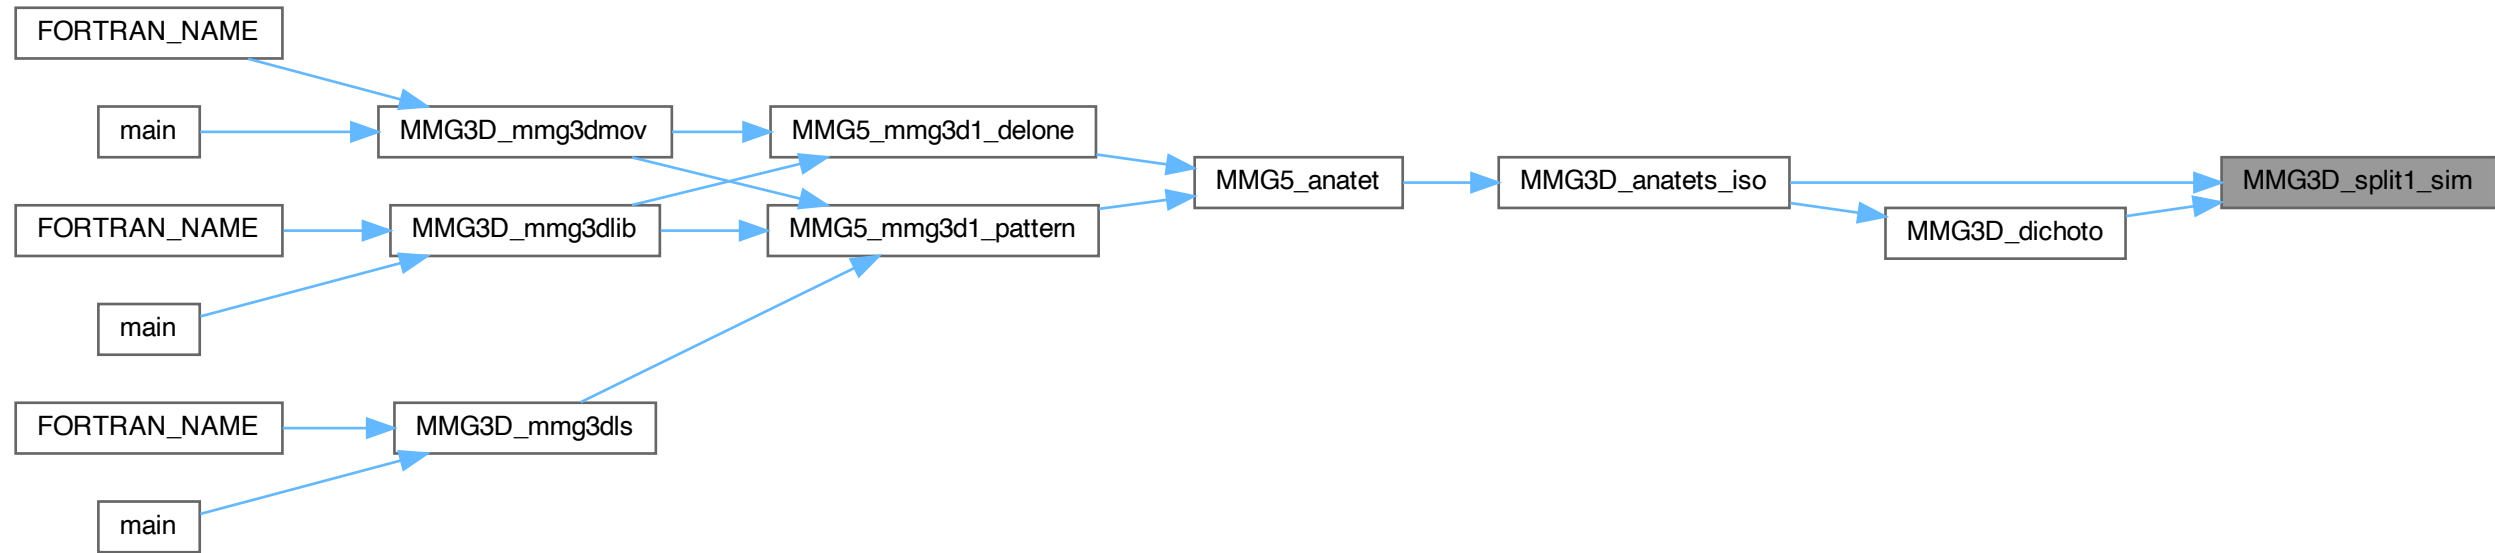 FORTRAN_NAME
main
MMG3D_mmg3dmov
MMG5_mmg3d1_delone
MMG5_anatet
MMG3D_anatets_iso
MMG3D_split1_sim
FORTRAN_NAME
MMG3D_mmg3dlib
MMG5_mmg3d1_pattern
MMG3D_dichoto
main
FORTRAN_NAME
MMG3D_mmg3dls
main